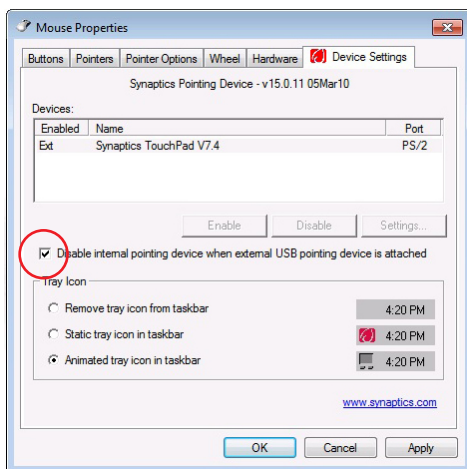 Mouse Properties
Buttons Pointers Pointer Options Wheel Hardware Device Settings
Synaptics Pointing Device - v15.0.11 05Mar10
Devices:
Enabled Name Port
Ext Synaptics TouchPad V7.4 PS/2
Enable Disable Settings...
Disable internal pointing device when external USB pointing device is attached
Tray Icon
Remove tray icon from taskbar 4:20 PM
Static tray icon in taskbar 4:20 PM
Animated tray icon in taskbar 4:20 PM
www.synaptics.com
OK Cancel Apply